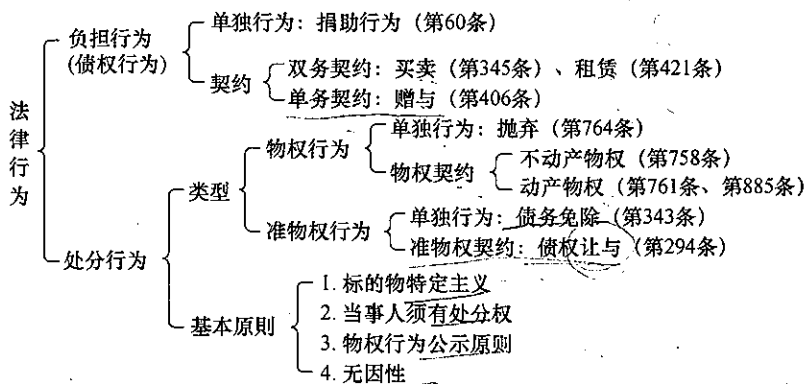 法律行为
负担行为
(债权行为)
单独行为：捐助行为（第60条）
契约
双务契约：买卖（第345条）、租赁（第421条）
单务契约：赠与（第406条）
处分行为
类型
物权行为
单独行为：抛弃（第764条）
物权契约
不动产物权（第758条）
动产物权（第761条、第885条）
准物权行为
单独行为：债务免除（第343条）
准物权契约：债权让与（第294条）
基本原则
1. 标的物特定主义
2. 当事人须有处分权
3. 物权行为公示原则
4. 无因性